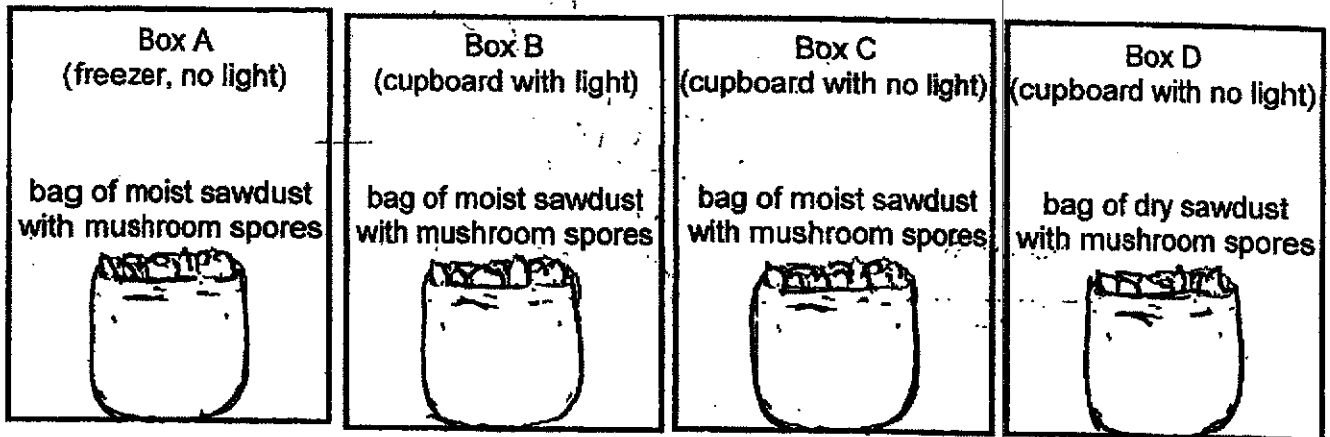 Box A
(freezer, no light)
bag of moist sawdust
with mushroom spores
Box B
(cupboard with light)
bag of moist sawdust
with mushroom spores
Box C
(cupboard with no light)
bag of moist sawdust
with mushroom spores
Box D
(cupboard with no light)
bag of dry sawdust
with mushroom spores